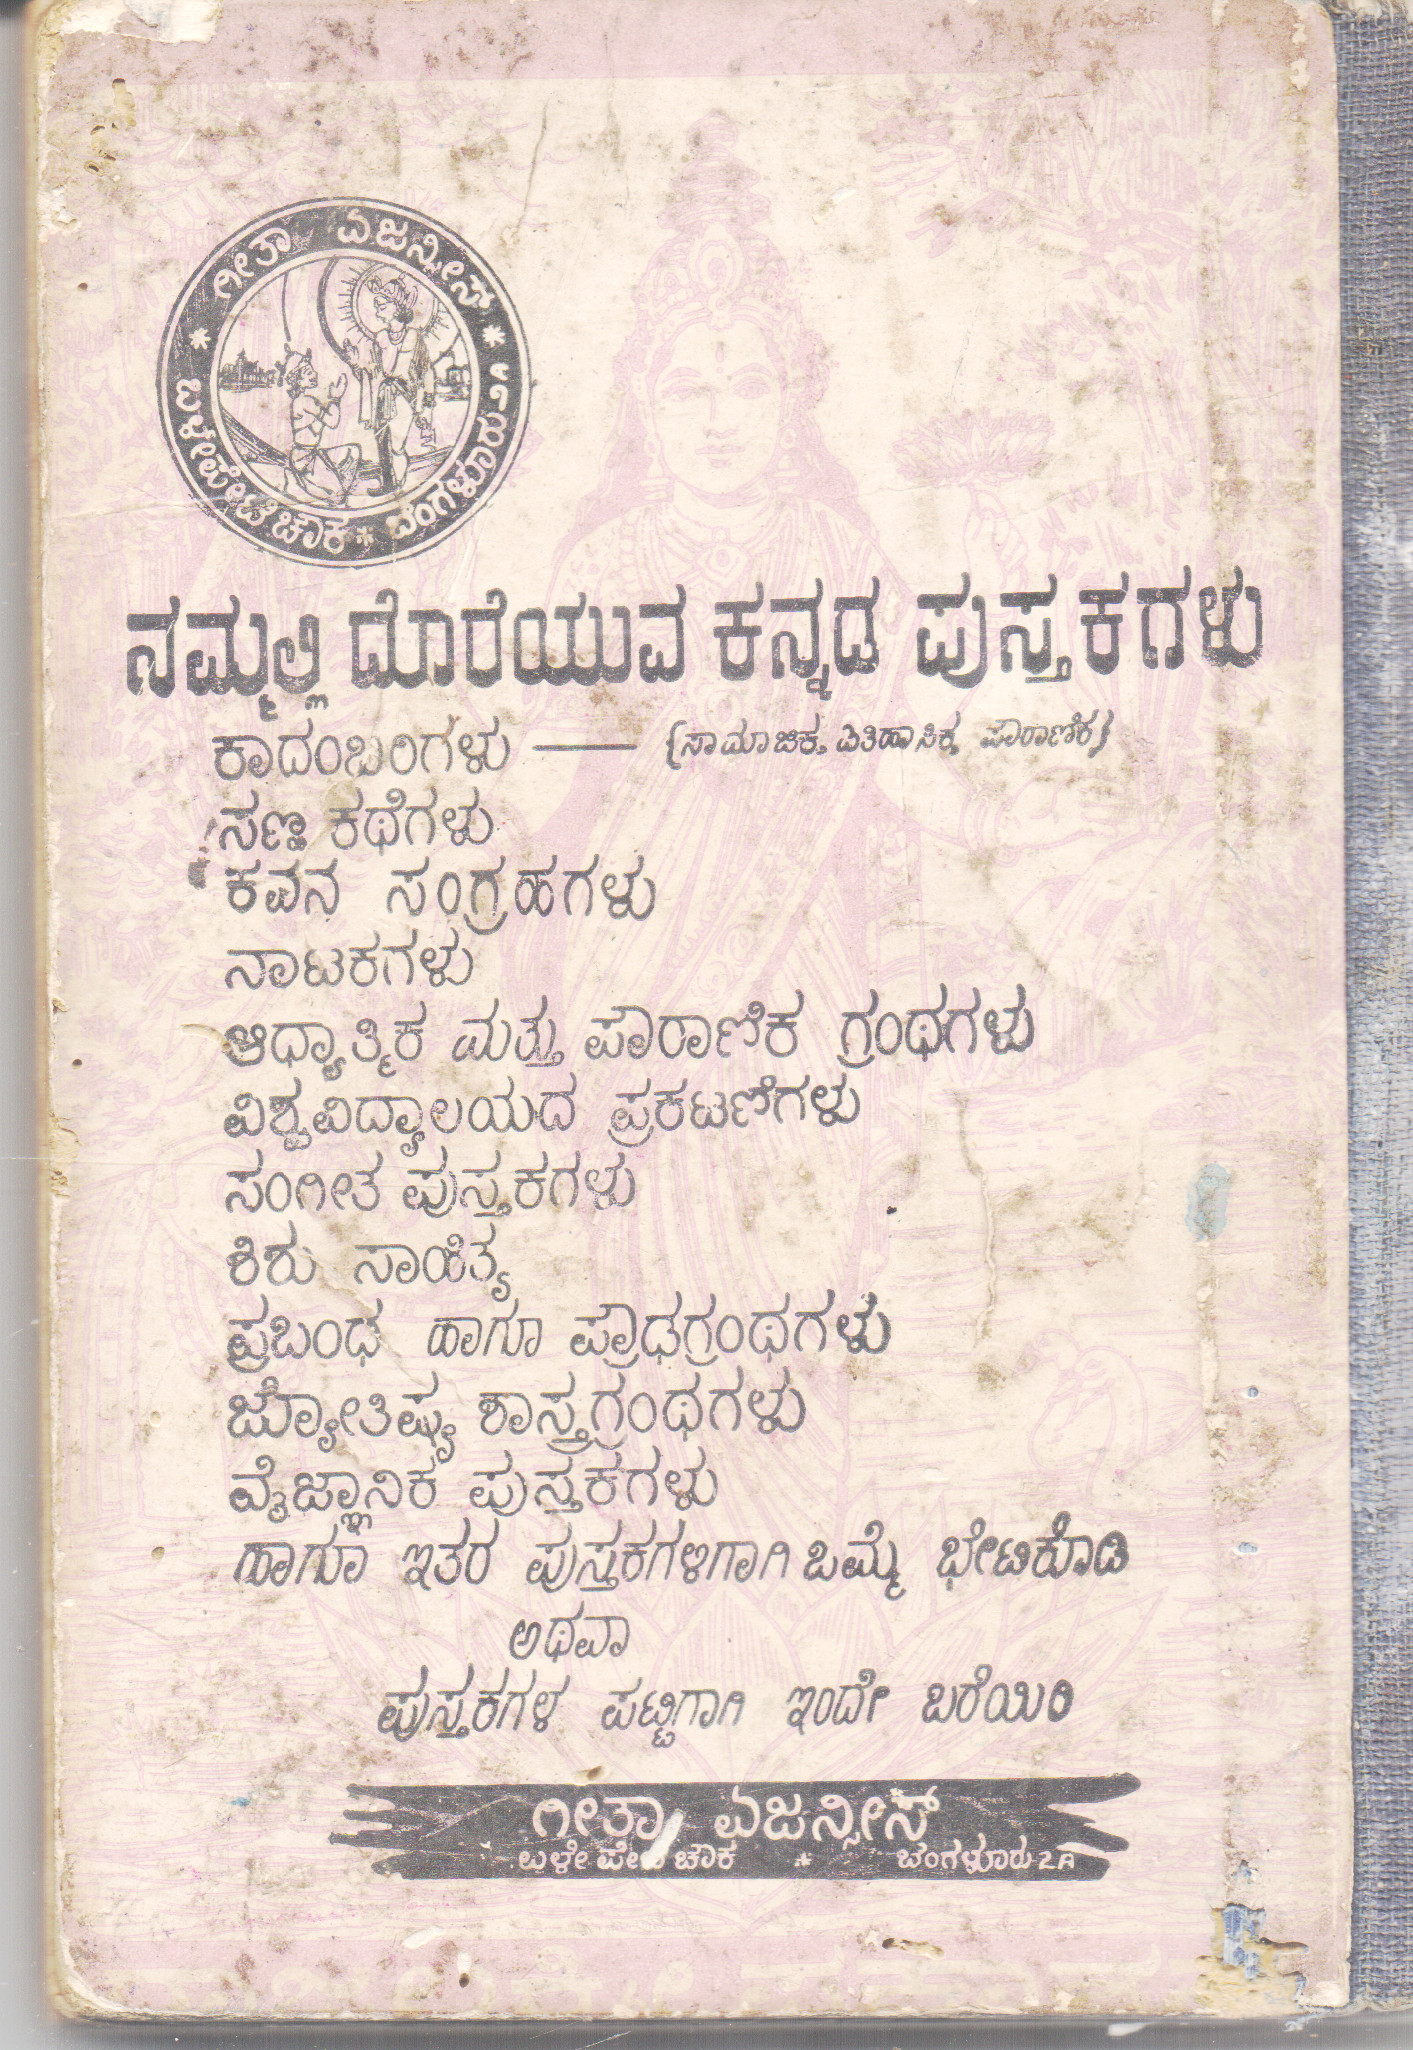 ಗೀತಾ ಏಜನ್ಸೀಸ್
* ಬಳೇಪೇಟೆ ಚೌಕ * ಬೆಂಗಳೂರು ೨A *
ನಮ್ಮಲ್ಲಿ ದೊರೆಯುವ ಕನ್ನಡ ಪುಸ್ತಕಗಳು
ಕಾದಂಬರಿಗಳು —— (ಸಾಮಾಜಿಕ, ಐತಿಹಾಸಿಕ, ಪೌರಾಣಿಕ)
ಸಣ್ಣ ಕಥೆಗಳು
ಕವನ ಸಂಗ್ರಹಗಳು
ನಾಟಕಗಳು
ಆಧ್ಯಾತ್ಮಿಕ ಮತ್ತು ಪೌರಾಣಿಕ ಗ್ರಂಥಗಳು
ವಿಶ್ವವಿದ್ಯಾಲಯದ ಪ್ರಕಟಣೆಗಳು
ಸಂಗೀತ ಪುಸ್ತಕಗಳು
ಶಿಶು ಸಾಹಿತ್ಯ
ಪ್ರಬಂಧ ಹಾಗೂ ಪ್ರೌಢಗ್ರಂಥಗಳು
ಜ್ಯೋತಿಷ್ಯ ಶಾಸ್ತ್ರಗ್ರಂಥಗಳು
ವೈಜ್ಞಾನಿಕ ಪುಸ್ತಕಗಳು
ಹಾಗೂ ಇತರ ಪುಸ್ತಕಗಳಿಗಾಗಿ ಒಮ್ಮೆ ಭೇಟಿಕೊಡಿ
ಅಥವಾ
ಪುಸ್ತಕಗಳ ಪಟ್ಟಿಗಾಗಿ ಇಂದೇ ಬರೆಯಿರಿ
ಗೀತಾ ಏಜನ್ಸೀಸ್
ಬಳೇಪೇಟೆ ಚೌಕ * ಬೆಂಗಳೂರು 2A